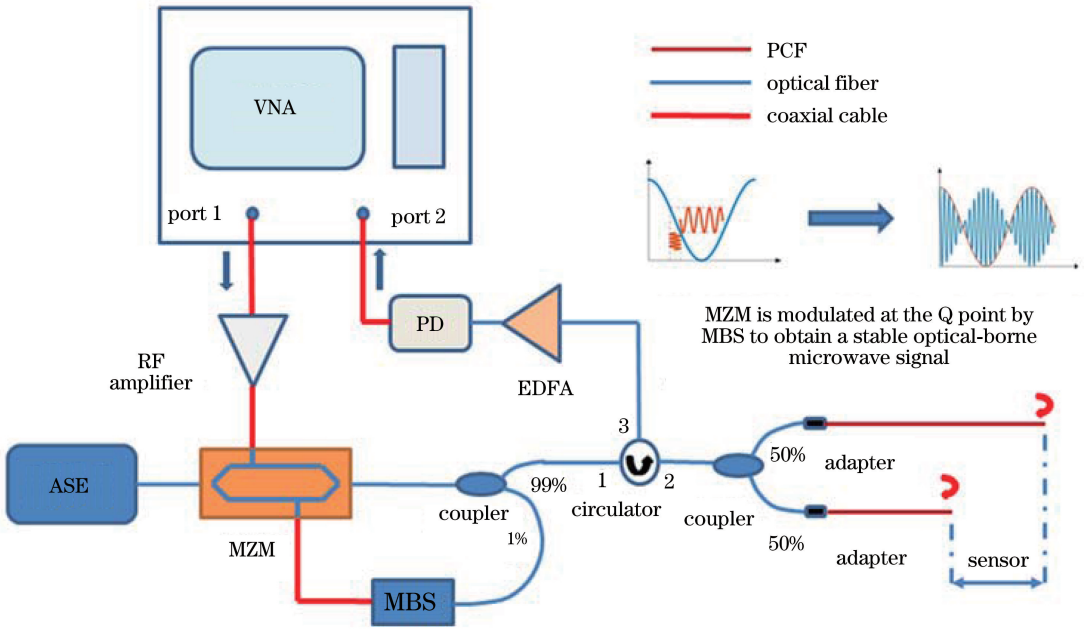 VNA
port 1
port 2
PCF
optical fiber
coaxial cable
RF
amplifier
PD
EDFA
MZM is modulated at the Q point by
MBS to obtain a stable optical-borne
microwave signal
ASE
MZM
MBS
coupler
99%
1%
1
2
3
circulator
coupler
50%
adapter
50%
adapter
sensor